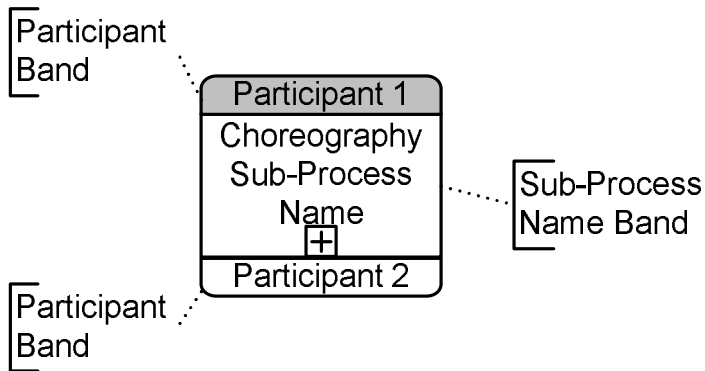 Participant
Band
Participant 1
Choreography
Sub-Process
Name
+
Participant 2
Sub-Process
Name Band
Participant
Band